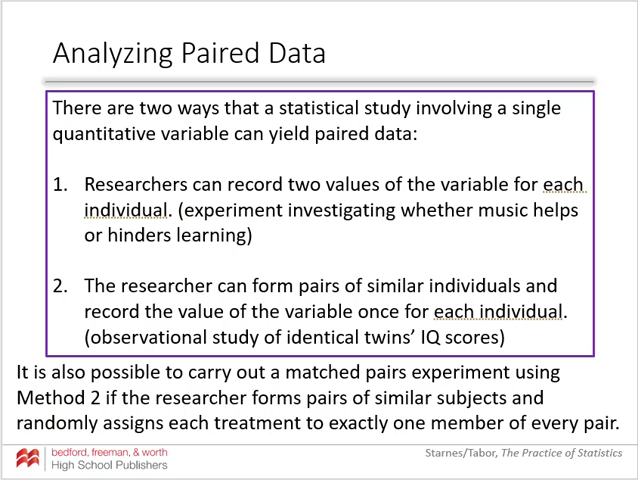 Analyzing Paired Data
There are two ways that a statistical study involving a single
quantitative variable can yield paired data:
1. Researchers can record two values of the variable for each
individual. (experiment investigating whether music helps
or hinders learning)
2. The researcher can form pairs of similar individuals and
record the value of the variable once for each individual.
(observational study of identical twins’ IQ scores)
It is also possible to carry out a matched pairs experiment using
Method 2 if the researcher forms pairs of similar subjects and
randomly assigns each treatment to exactly one member of every pair.
bedford, freeman, & worth
High School Publishers
Starnes/Tabor, The Practice of Statistics